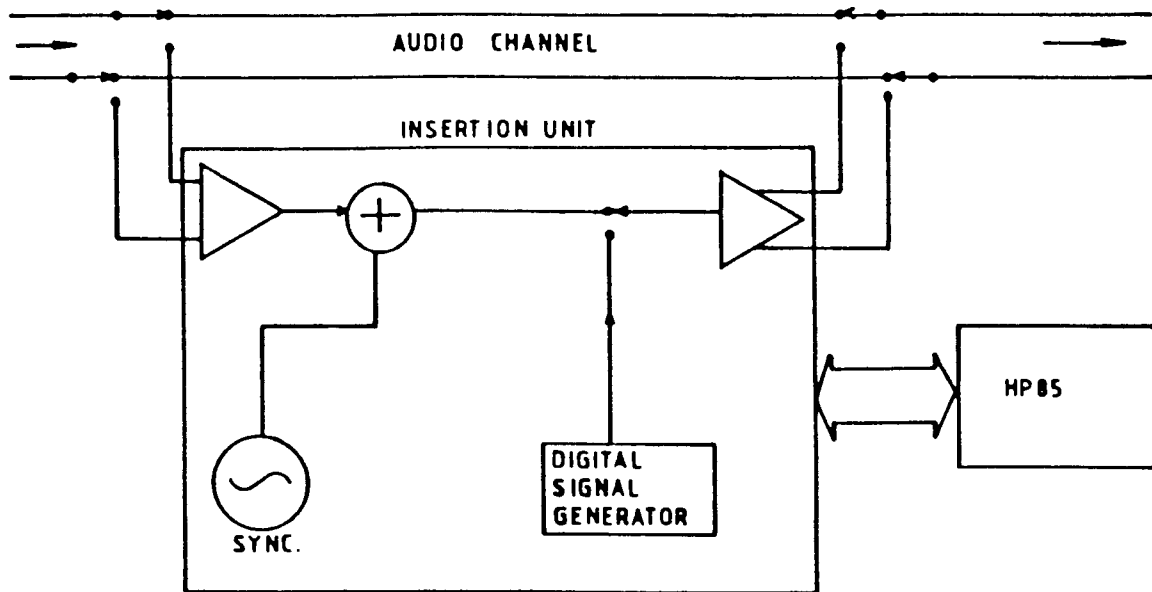 AUDIO CHANNEL
INSERTION UNIT
HP85
DIGITAL
SIGNAL
GENERATOR
SYNC.